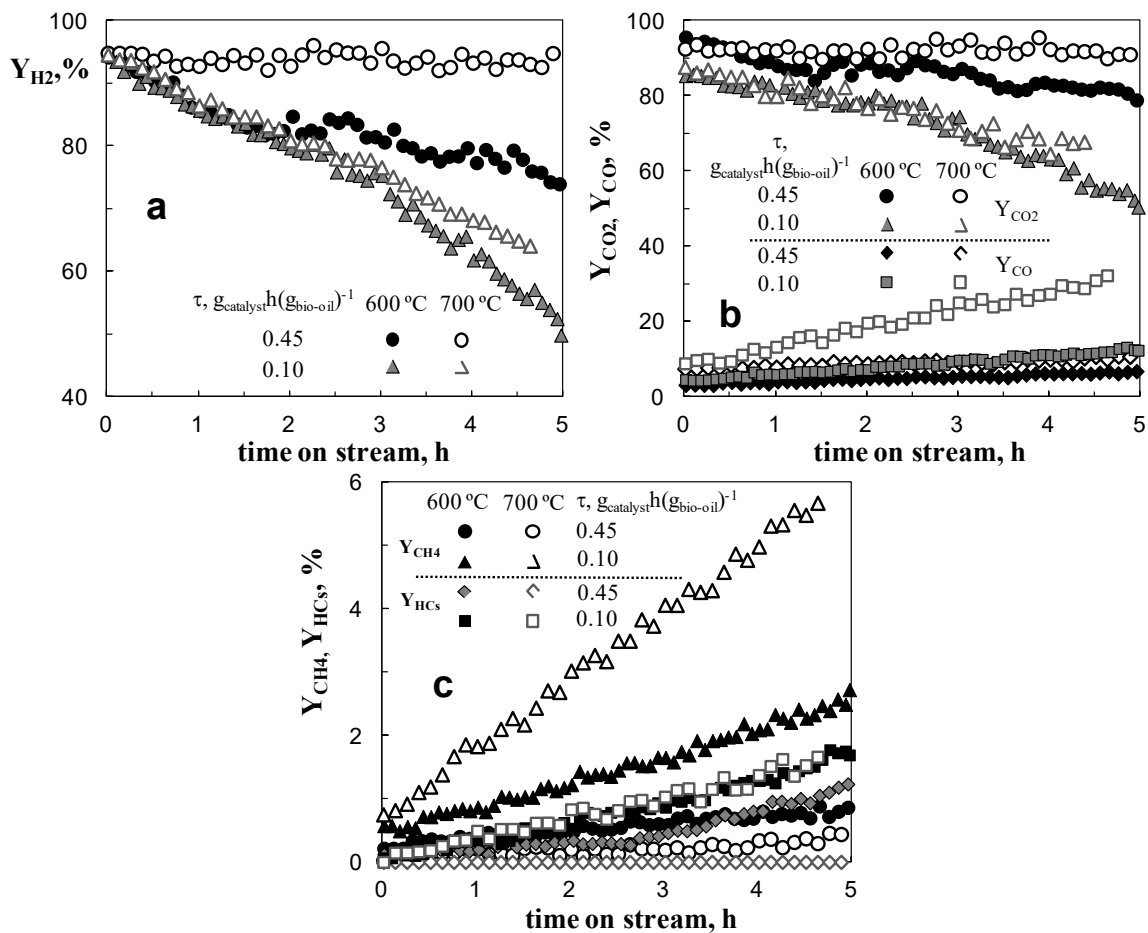 100
Y_H2,%
80
60
40
a
τ, g_catalysth(g_bio-oil)^-1 600 ºC 700 ºC
0.45
0.10
0 1 2 3 4 5
time on stream, h
100
80
60
40
20
0
Y_CO2, Y_CO, %
τ,
g_catalysth(g_bio-oil)^-1 600 ºC 700 ºC
0.45
0.10
Y_CO2
0.45
0.10
Y_CO
b
0 1 2 3 4 5
time on stream, h
6
4
2
0
Y_CH4, Y_HCs, %
600 ºC 700 ºC τ, g_catalysth(g_bio-oil)^-1
Y_CH4
0.45
0.10
Y_HCs
0.45
0.10
c
0 1 2 3 4 5
time on stream, h